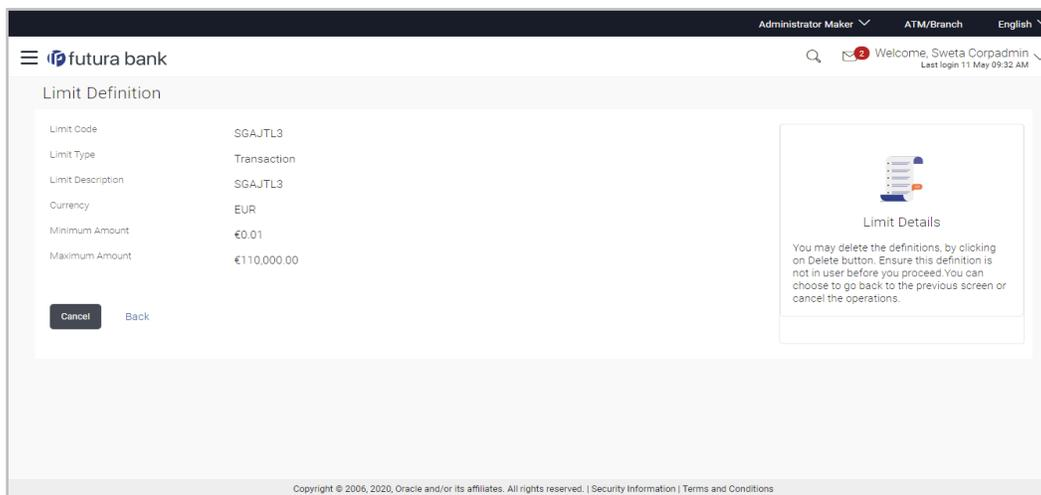 Administrator Maker ATM/Branch English
futura bank Welcome, Sweta Corpadmin
2
Last login 11 May 09:32 AM
Limit Definition
Limit Code SGAJTL3
Limit Type Transaction
Limit Description SGAJTL3
Currency EUR
Minimum Amount €0.01
Maximum Amount €110,000.00
Cancel Back
Limit Details
You may delete the definitions, by clicking
on Delete button. Ensure this definition is
not in user before you proceed.You can
choose to go back to the previous screen or
cancel the operations.
Copyright © 2006, 2020, Oracle and/or its affiliates. All rights reserved. | Security Information | Terms and Conditions